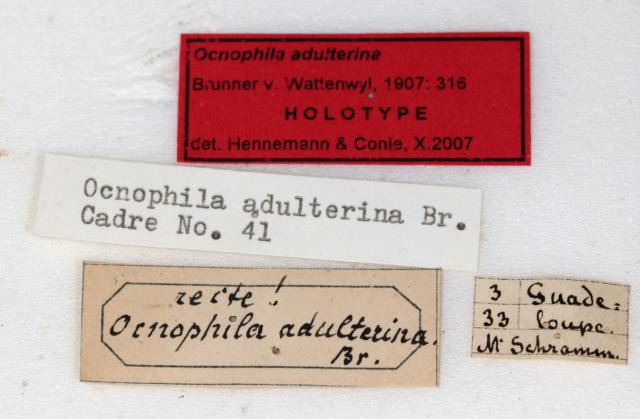 Ocnophila adulterina
Brunner v. Wattenwyl, 1907: 316
HOLOTYPE
det. Hennemann & Conle, X.2007
Ocnophila adulterina Br.
Cadre No. 41
recte!
Ocnophila adulterina.
Br.
3 Guade=
33 loupe.
Mr Schramm.